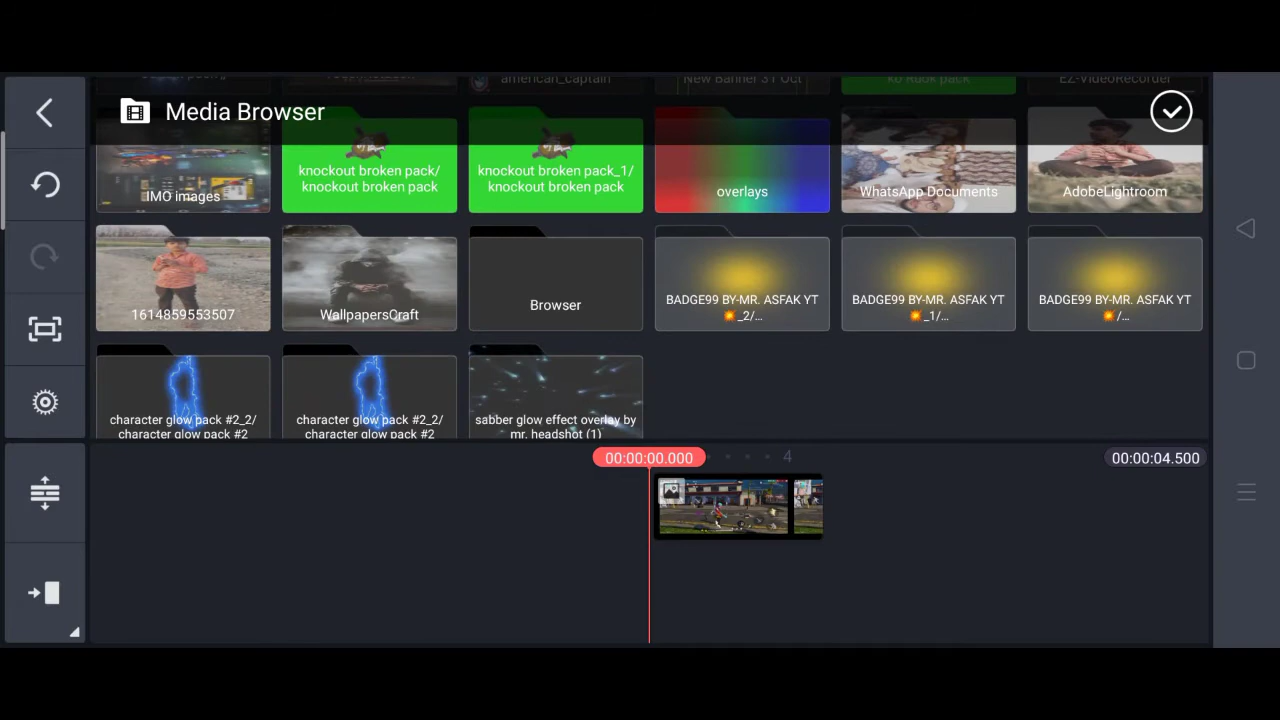 american_captain
New Banner 31 Oct
ko Ruok pack
EZ-VideoRecorder
Media Browser
IMO images
knockout broken pack/
knockout broken pack
knockout broken pack_1/
knockout broken pack
overlays
WhatsApp Documents
AdobeLightroom
1614859553507
WallpapersCraft
Browser
BADGE99 BY-MR. ASFAK YT
💥_2/...
BADGE99 BY-MR. ASFAK YT
💥_1/...
BADGE99 BY-MR. ASFAK YT
💥/...
character glow pack #2_2/
character glow pack #2
character glow pack #2_2/
character glow pack #2
sabber glow effect overlay by
mr. headshot (1)
00:00:00.000
4
00:00:04.500